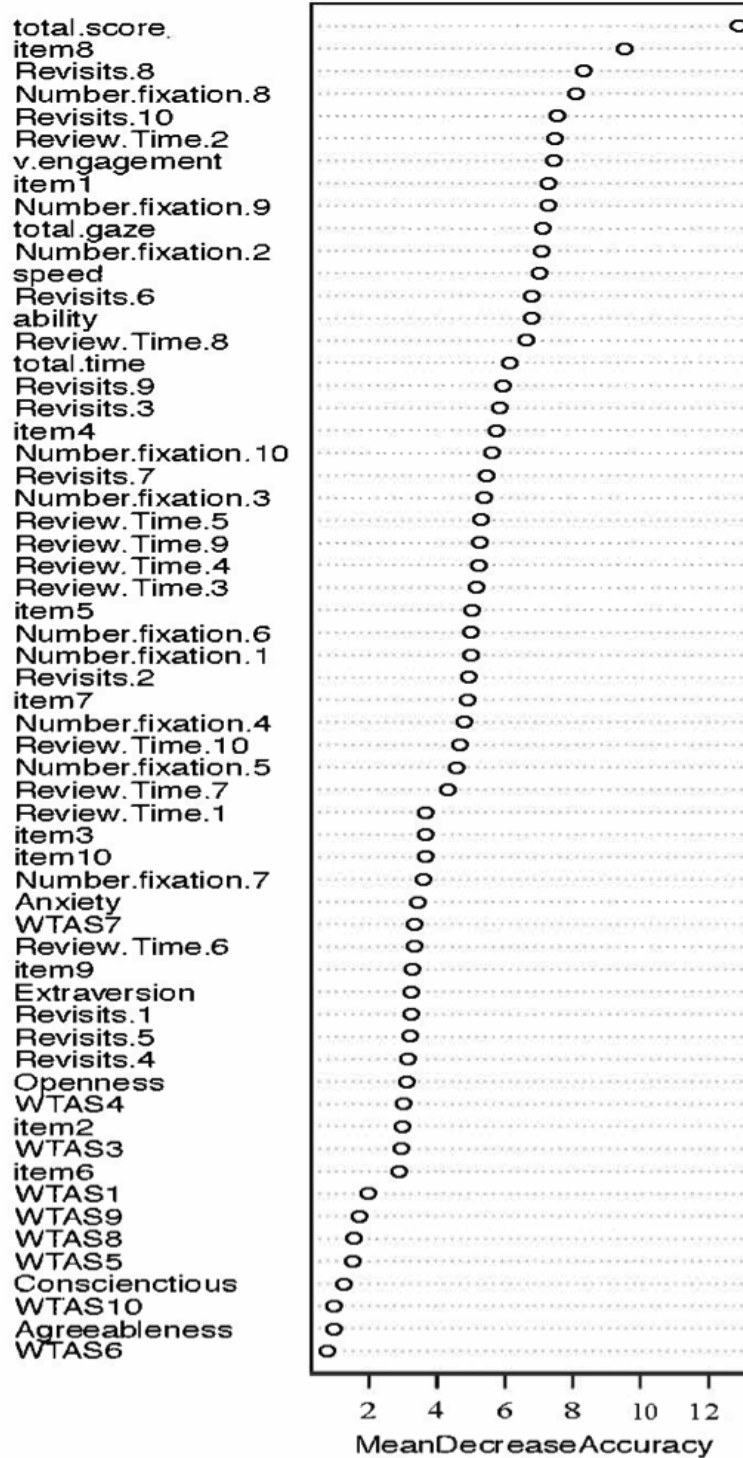 total.score.
item8
Revisits.8
Number.fixation.8
Revisits.10
Review.Time.2
v.engagement
item1
Number.fixation.9
total.gaze
Number.fixation.2
speed
Revisits.6
ability
Review.Time.8
total.time
Revisits.9
Revisits.3
item4
Number.fixation.10
Revisits.7
Number.fixation.3
Review.Time.5
Review.Time.9
Review.Time.4
Review.Time.3
item5
Number.fixation.6
Number.fixation.1
Revisits.2
item7
Number.fixation.4
Review.Time.10
Number.fixation.5
Review.Time.7
Review.Time.1
item3
item10
Number.fixation.7
Anxiety
WTAS7
Review.Time.6
item9
Extraversion
Revisits.1
Revisits.5
Revisits.4
Openness
WTAS4
item2
WTAS3
item6
WTAS1
WTAS9
WTAS8
WTAS5
Conscienctious
WTAS10
Agreeableness
WTAS6
2 4 6 8 10 12
MeanDecreaseAccuracy